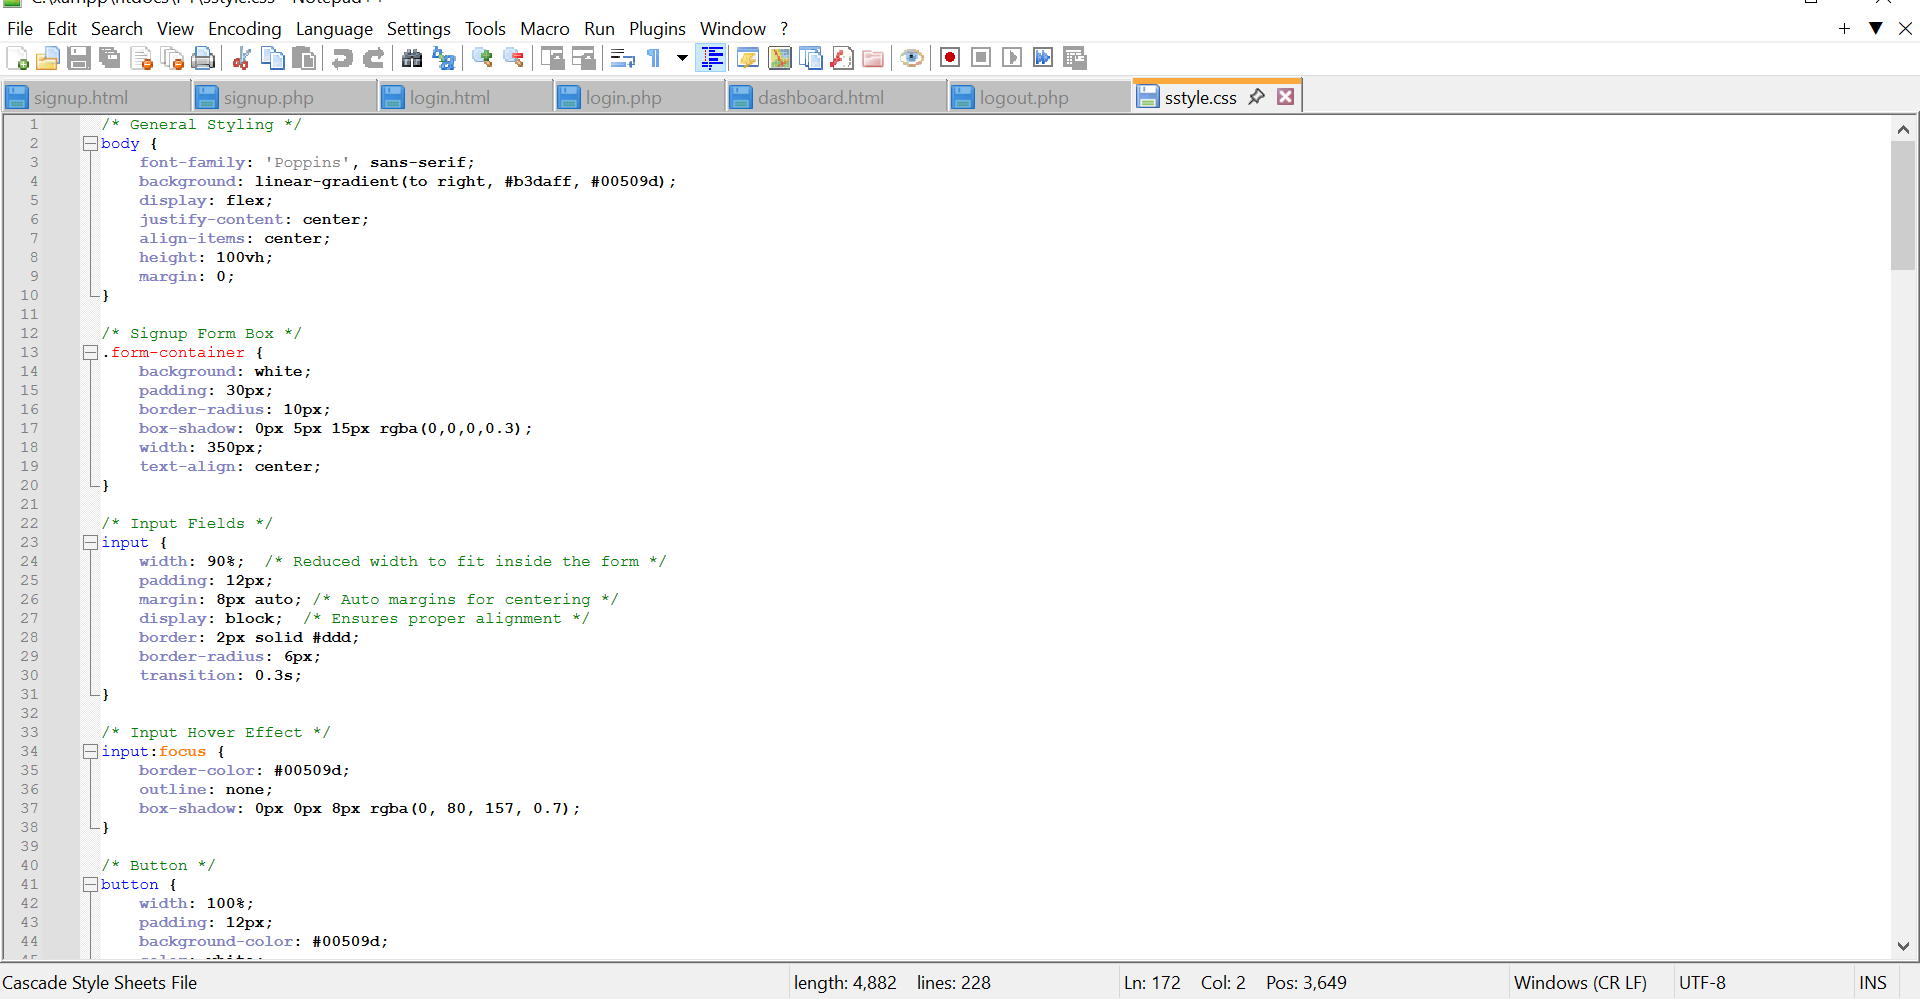 File Edit Search View Encoding Language Settings Tools Macro Run Plugins Window ?
signup.html signup.php login.html login.php dashboard.html logout.php sstyle.css
1 /* General Styling */
2 body {
3 font-family: 'Poppins', sans-serif;
4 background: linear-gradient(to right, #b3daff, #00509d);
5 display: flex;
6 justify-content: center;
7 align-items: center;
8 height: 100vh;
9 margin: 0;
10 }
11
12 /* Signup Form Box */
13 .form-container {
14 background: white;
15 padding: 30px;
16 border-radius: 10px;
17 box-shadow: 0px 5px 15px rgba(0,0,0,0.3);
18 width: 350px;
19 text-align: center;
20 }
21
22 /* Input Fields */
23 input {
24 width: 90%; /* Reduced width to fit inside the form */
25 padding: 12px;
26 margin: 8px auto; /* Auto margins for centering */
27 display: block; /* Ensures proper alignment */
28 border: 2px solid #ddd;
29 border-radius: 6px;
30 transition: 0.3s;
31 }
32
33 /* Input Hover Effect */
34 input:focus {
35 border-color: #00509d;
36 outline: none;
37 box-shadow: 0px 0px 8px rgba(0, 80, 157, 0.7);
38 }
39
40 /* Button */
41 button {
42 width: 100%;
43 padding: 12px;
44 background-color: #00509d;
Cascade Style Sheets File length: 4,882 lines: 228 Ln: 172 Col: 2 Pos: 3,649 Windows (CR LF) UTF-8 INS